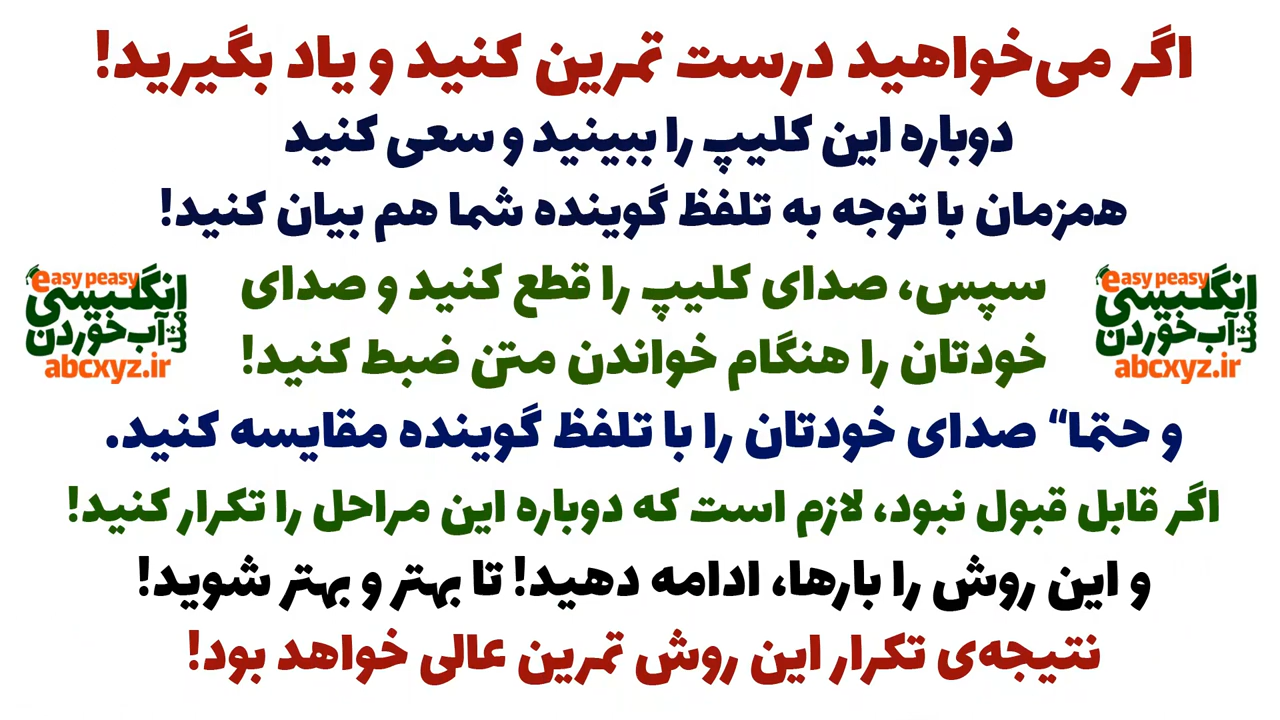 اگر می‌خواهید درست تمرین کنید و یاد بگیرید!
دوباره این کلیپ را ببینید و سعی کنید
همزمان با توجه به تلفظ گوینده شما هم بیان کنید!
سپس، صدای کلیپ را قطع کنید و صدای
خودتان را هنگام خواندن متن ضبط کنید!
و حتما“ صدای خودتان را با تلفظ گوینده مقایسه کنید.
اگر قابل قبول نبود، لازم است که دوباره این مراحل را تکرار کنید!
و این روش را بارها، ادامه دهید! تا بهتر و بهتر شوید!
نتیجه‌ی تکرار این روش تمرین عالی خواهد بود!
easy peasy
انگلیسی
مثل آب خوردن
abcxyz.ir
easy peasy
انگلیسی
مثل آب خوردن
abcxyz.ir